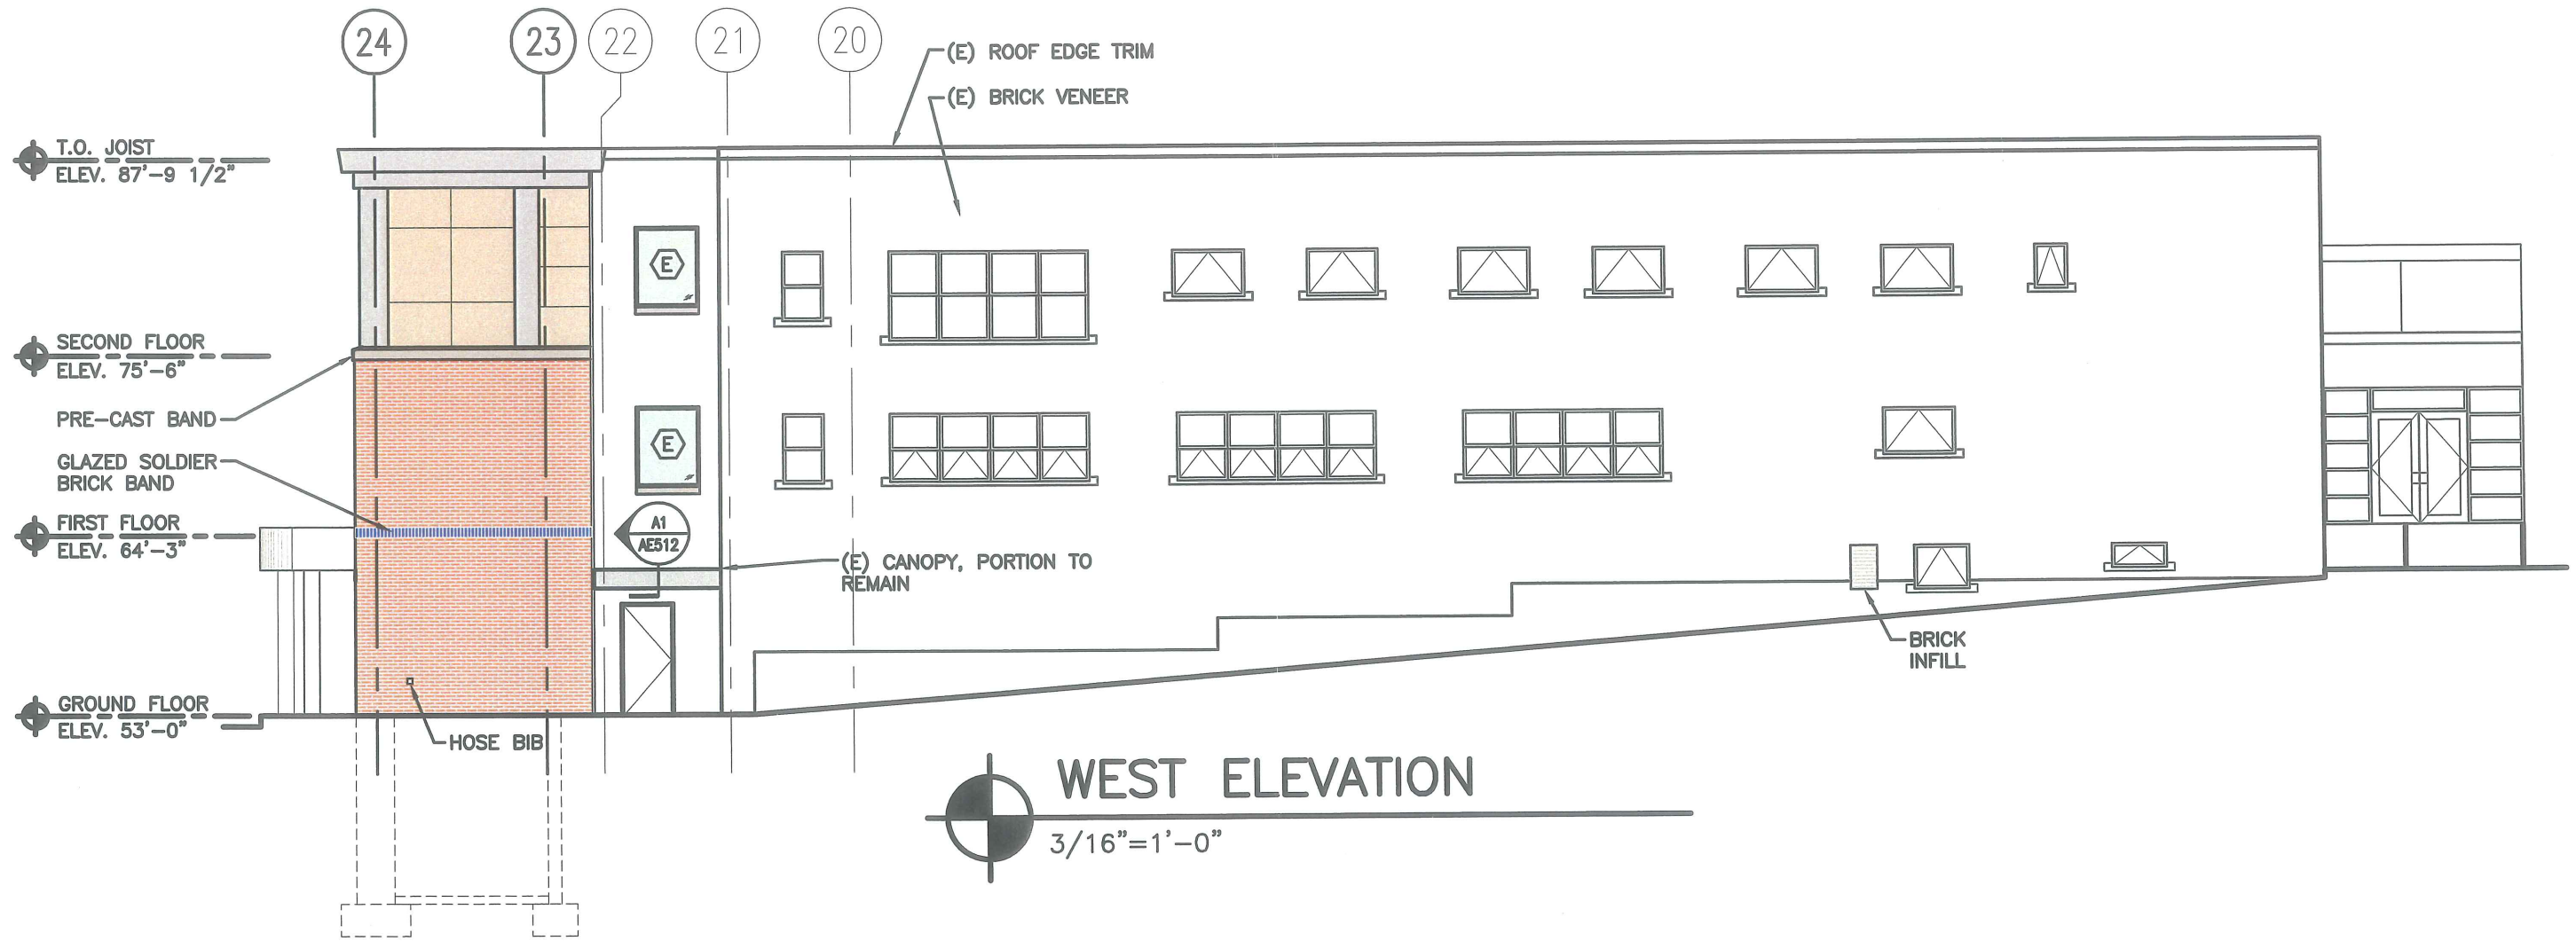 24
23
22
21
20
(E) ROOF EDGE TRIM
(E) BRICK VENEER
T.O. JOIST
ELEV. 87'-9 1/2"
E
SECOND FLOOR
ELEV. 75'-6"
PRE-CAST BAND
GLAZED SOLDIER
BRICK BAND
E
FIRST FLOOR
ELEV. 64'-3"
A1
AE512
(E) CANOPY, PORTION TO
REMAIN
BRICK
INFILL
GROUND FLOOR
ELEV. 53'-0"
HOSE BIB
WEST ELEVATION
3/16"=1'-0"